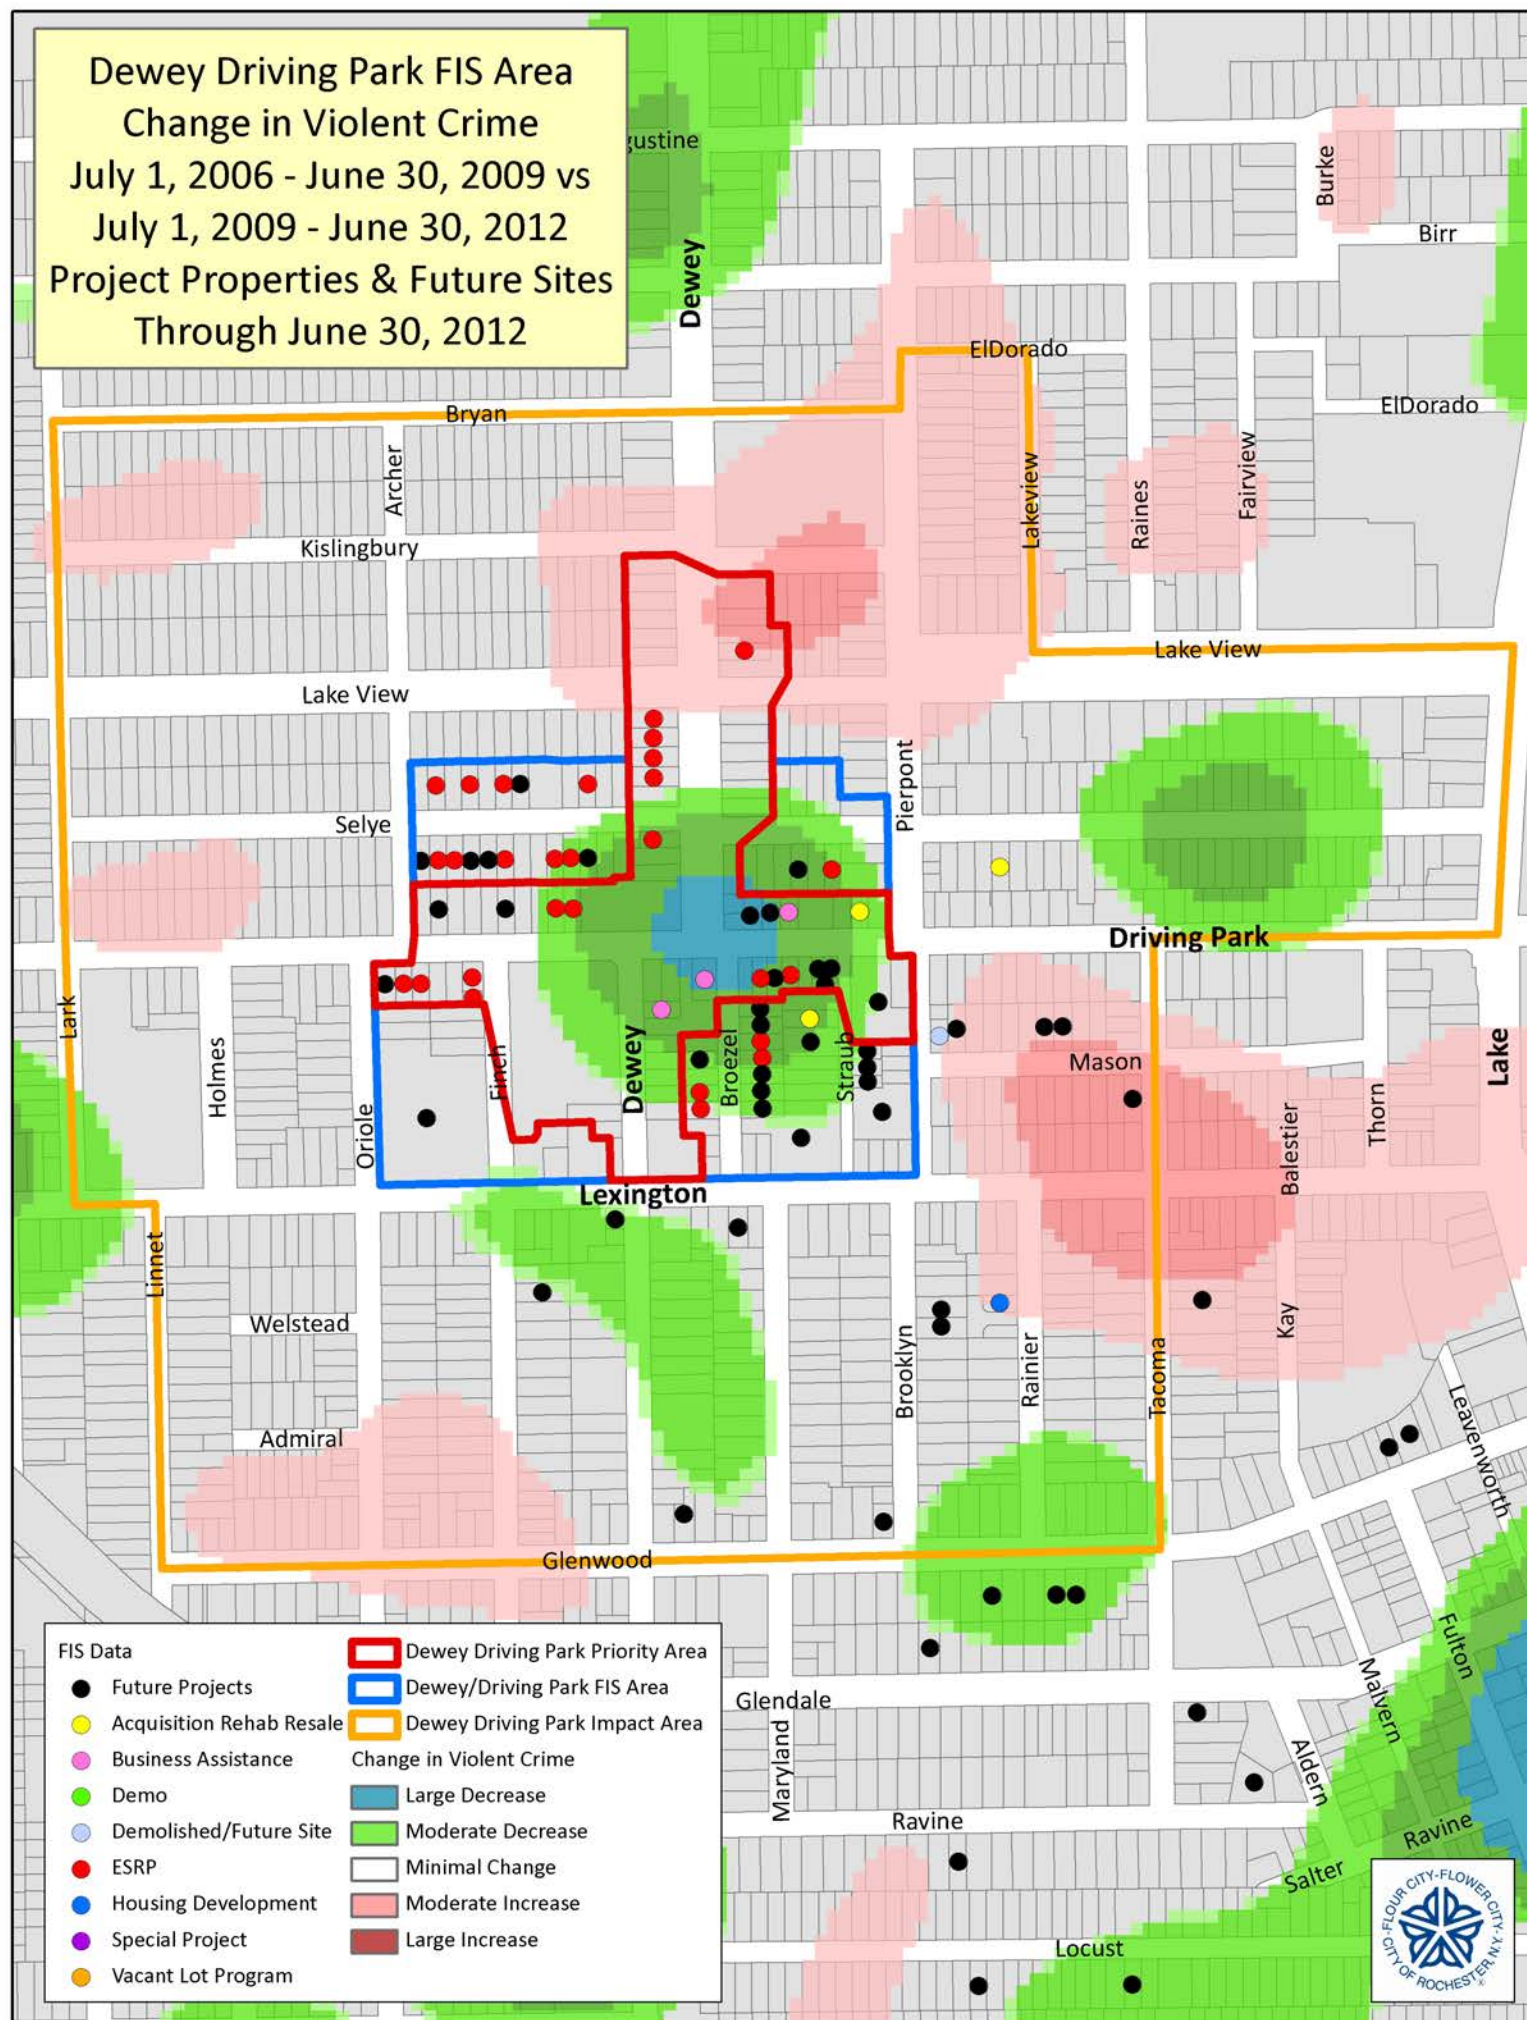 Dewey Driving Park FIS Area
Change in Violent Crime
July 1, 2006 - June 30, 2009 vs
July 1, 2009 - June 30, 2012
Project Properties & Future Sites
Through June 30, 2012
gustine
Burke
Birr
Dewey
ElDorado
ElDorado
Bryan
Archer
Lakeview
Raines
Fairview
Kislingbury
Lake View
Lake View
Pierpont
Selye
Driving Park
Lark
Holmes
Oriole
Finch
Dewey
Broezel
Straub
Mason
Lake
Thorn
Balestier
Lexington
Linnet
Welstead
Brooklyn
Rainier
Tacoma
Kay
Leavenworth
Admiral
Glenwood
Fulton
Malvern
Glendale
Maryland
Aldern
Ravine
Ravine
Salter
Locust
FIS Data
Future Projects
Acquisition Rehab Resale
Business Assistance
Demo
Demolished/Future Site
ESRP
Housing Development
Special Project
Vacant Lot Program
Dewey Driving Park Priority Area
Dewey/Driving Park FIS Area
Dewey Driving Park Impact Area
Change in Violent Crime
Large Decrease
Moderate Decrease
Minimal Change
Moderate Increase
Large Increase
FLOUR CITY-FLOWER CITY
CITY OF ROCHESTER, N.Y.